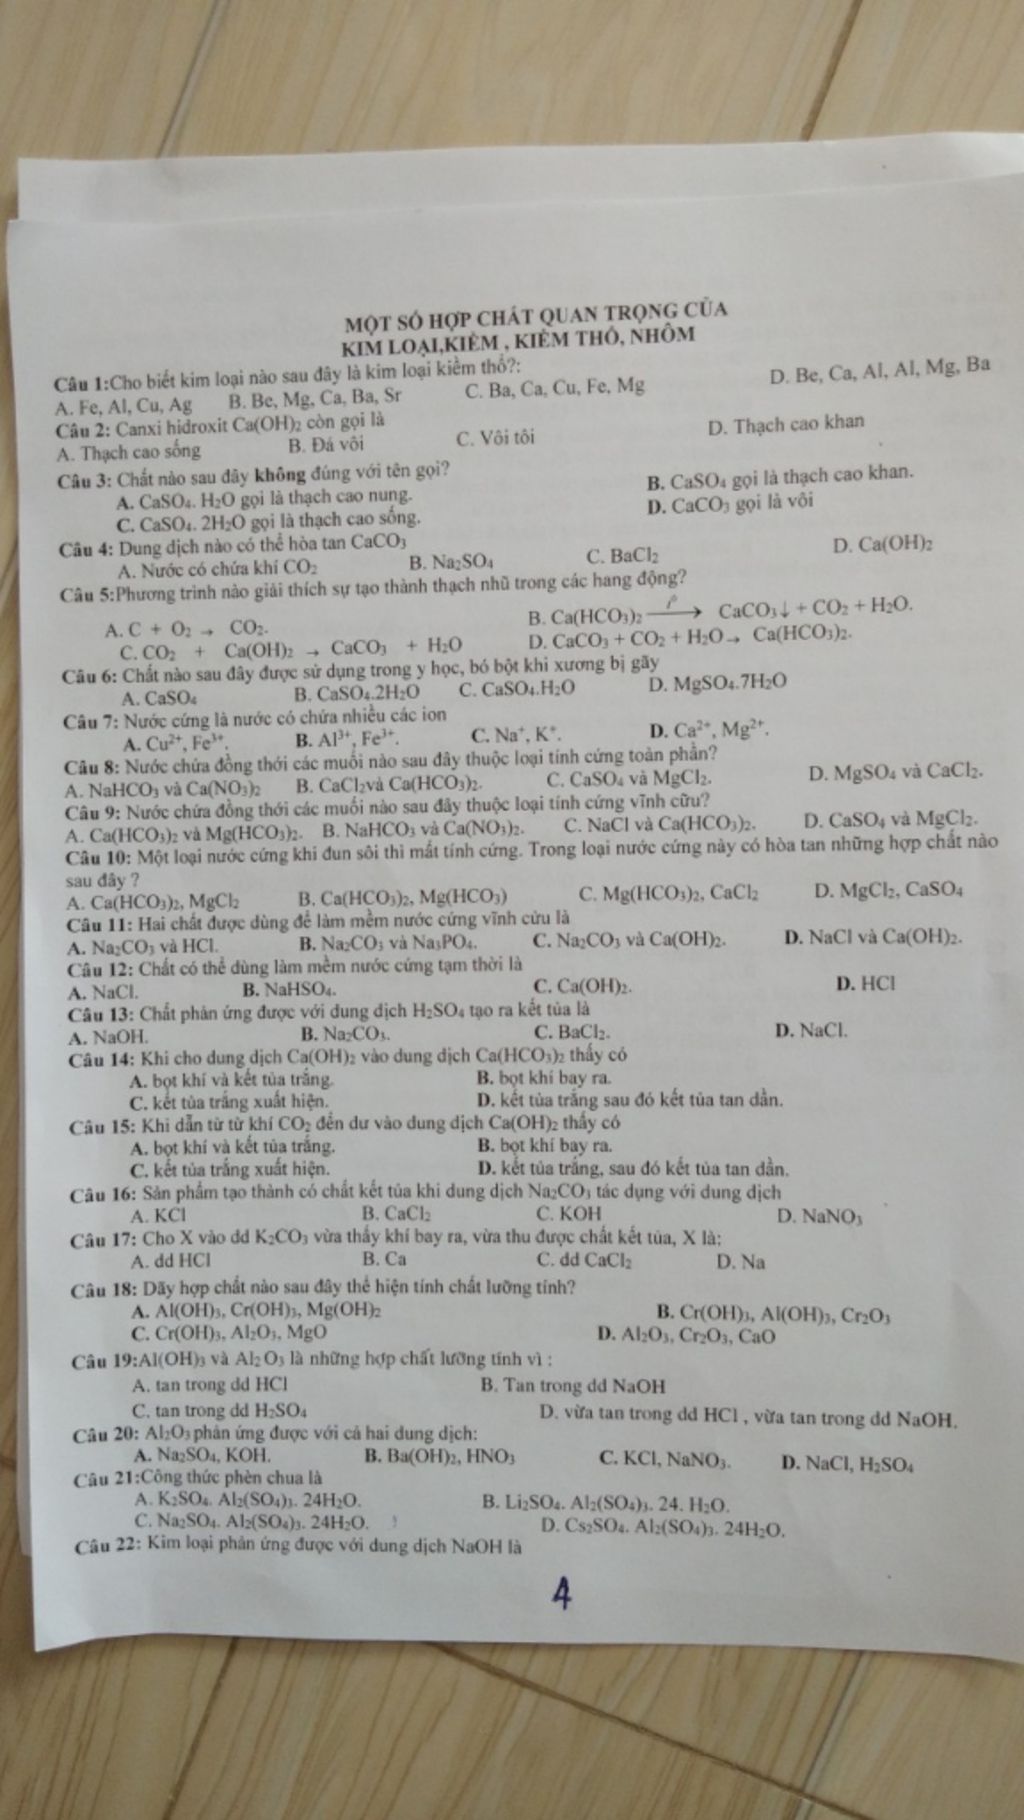 MỘT SỐ HỢP CHẤT QUAN TRỌNG CỦA
KIM LOẠI,KIỀM , KIỀM THỔ, NHÔM
Câu 1:Cho biết kim loại nào sau đây là kim loại kiềm thổ?:
A. Fe, Al, Cu, Ag B. Be, Mg, Ca, Ba, Sr C. Ba, Ca, Cu, Fe, Mg D. Be, Ca, Al, Al, Mg, Ba
Câu 2: Canxi hidroxit Ca(OH)₂ còn gọi là
A. Thạch cao sống B. Đá vôi C. Vôi tôi D. Thạch cao khan
Câu 3: Chất nào sau đây không đúng với tên gọi?
A. CaSO₄. H₂O gọi là thạch cao nung. B. CaSO₄ gọi là thạch cao khan.
C. CaSO₄. 2H₂O gọi là thạch cao sống. D. CaCO₃ gọi là vôi
Câu 4: Dung dịch nào có thể hòa tan CaCO₃
A. Nước có chứa khí CO₂ B. Na₂SO₄ C. BaCl₂ D. Ca(OH)₂
Câu 5:Phương trình nào giải thích sự tạo thành thạch nhũ trong các hang động?
A. C + O₂ → CO₂. B. Ca(HCO₃)₂ —t°→ CaCO₃↓ + CO₂ + H₂O.
C. CO₂ + Ca(OH)₂ → CaCO₃ + H₂O D. CaCO₃ + CO₂ + H₂O → Ca(HCO₃)₂.
Câu 6: Chất nào sau đây được sử dụng trong y học, bó bột khi xương bị gãy
A. CaSO₄ B. CaSO₄.2H₂O C. CaSO₄.H₂O D. MgSO₄.7H₂O
Câu 7: Nước cứng là nước có chứa nhiều các ion
A. Cu²⁺, Fe³⁺. B. Al³⁺, Fe³⁺. C. Na⁺, K⁺. D. Ca²⁺, Mg²⁺.
Câu 8: Nước chứa đồng thới các muối nào sau đây thuộc loại tính cứng toàn phần?
A. NaHCO₃ và Ca(NO₃)₂ B. CaCl₂và Ca(HCO₃)₂. C. CaSO₄ và MgCl₂. D. MgSO₄ và CaCl₂.
Câu 9: Nước chứa đồng thới các muối nào sau đây thuộc loại tính cứng vĩnh cữu?
A. Ca(HCO₃)₂ và Mg(HCO₃)₂. B. NaHCO₃ và Ca(NO₃)₂. C. NaCl và Ca(HCO₃)₂. D. CaSO₄ và MgCl₂.
Câu 10: Một loại nước cứng khi đun sôi thì mất tính cứng. Trong loại nước cứng này có hòa tan những hợp chất nào
sau đây ?
A. Ca(HCO₃)₂, MgCl₂ B. Ca(HCO₃)₂, Mg(HCO₃) C. Mg(HCO₃)₂, CaCl₂ D. MgCl₂, CaSO₄
Câu 11: Hai chất được dùng để làm mềm nước cứng vĩnh cửu là
A. Na₂CO₃ và HCl. B. Na₂CO₃ và Na₃PO₄. C. Na₂CO₃ và Ca(OH)₂. D. NaCl và Ca(OH)₂.
Câu 12: Chất có thể dùng làm mềm nước cứng tạm thời là
A. NaCl. B. NaHSO₄. C. Ca(OH)₂. D. HCl
Câu 13: Chất phản ứng được với dung dịch H₂SO₄ tạo ra kết tủa là
A. NaOH. B. Na₂CO₃. C. BaCl₂. D. NaCl.
Câu 14: Khi cho dung dịch Ca(OH)₂ vào dung dịch Ca(HCO₃)₂ thấy có
A. bọt khí và kết tủa trắng. B. bọt khí bay ra.
C. kết tủa trắng xuất hiện. D. kết tủa trắng sau đó kết tủa tan dần.
Câu 15: Khi dẫn từ từ khí CO₂ đến dư vào dung dịch Ca(OH)₂ thấy có
A. bọt khí và kết tủa trắng. B. bọt khí bay ra.
C. kết tủa trắng xuất hiện. D. kết tủa trắng, sau đó kết tủa tan dần.
Câu 16: Sản phẩm tạo thành có chất kết tủa khi dung dịch Na₂CO₃ tác dụng với dung dịch
A. KCl B. CaCl₂ C. KOH D. NaNO₃
Câu 17: Cho X vào dd K₂CO₃ vừa thấy khí bay ra, vừa thu được chất kết tủa, X là:
A. dd HCl B. Ca C. dd CaCl₂ D. Na
Câu 18: Dãy hợp chất nào sau đây thể hiện tính chất lưỡng tính?
A. Al(OH)₃, Cr(OH)₃, Mg(OH)₂ B. Cr(OH)₃, Al(OH)₃, Cr₂O₃
C. Cr(OH)₃, Al₂O₃, MgO D. Al₂O₃, Cr₂O₃, CaO
Câu 19:Al(OH)₃ và Al₂ O₃ là những hợp chất lưỡng tính vì :
A. tan trong dd HCl B. Tan trong dd NaOH
C. tan trong dd H₂SO₄ D. vừa tan trong dd HCl , vừa tan trong dd NaOH.
Câu 20: Al₂O₃ phản ứng được với cả hai dung dịch:
A. Na₂SO₄, KOH. B. Ba(OH)₂, HNO₃ C. KCl, NaNO₃. D. NaCl, H₂SO₄
Câu 21:Công thức phèn chua là
A. K₂SO₄. Al₂(SO₄)₃. 24H₂O. B. Li₂SO₄. Al₂(SO₄)₃. 24. H₂O.
C. Na₂SO₄. Al₂(SO₄)₃. 24H₂O. D. Cs₂SO₄. Al₂(SO₄)₃. 24H₂O.
Câu 22: Kim loại phản ứng được với dung dịch NaOH là
4